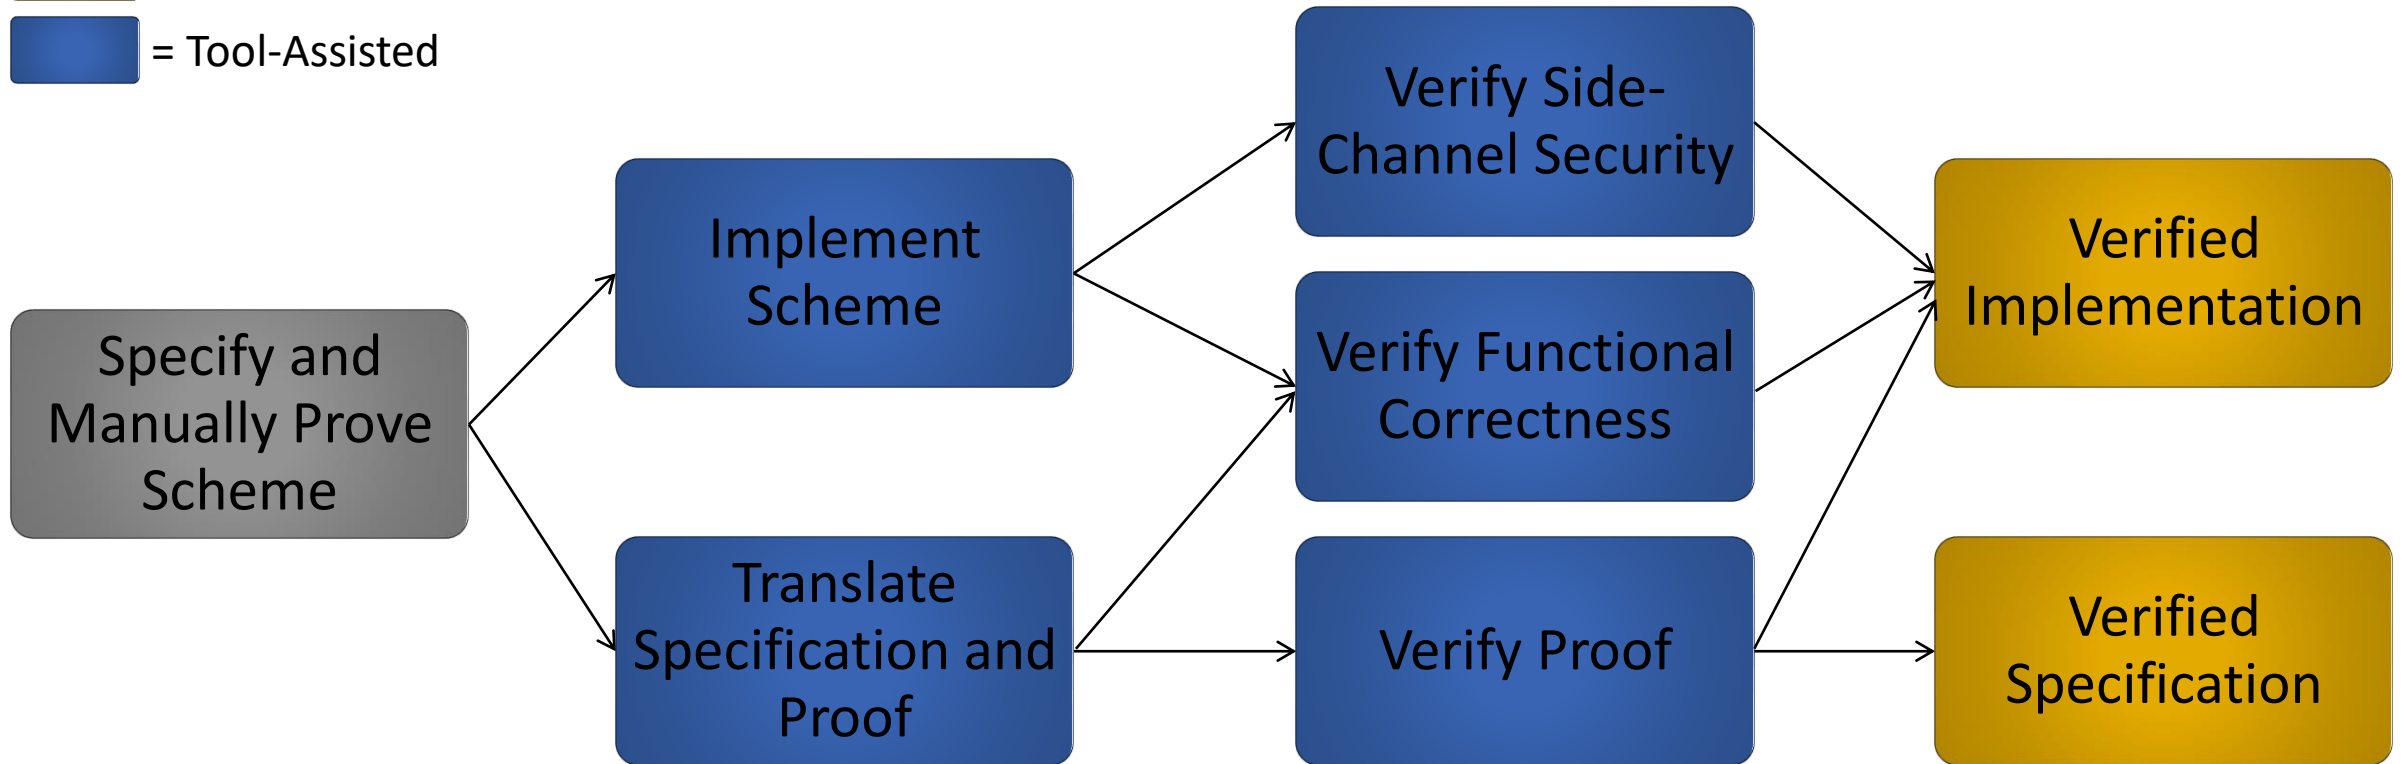 = Tool-Assisted
Verify Side-
Channel Security
Implement
Scheme
Verified
Implementation
Specify and
Manually Prove
Scheme
Verify Functional
Correctness
Translate
Specification and
Proof
Verify Proof
Verified
Specification